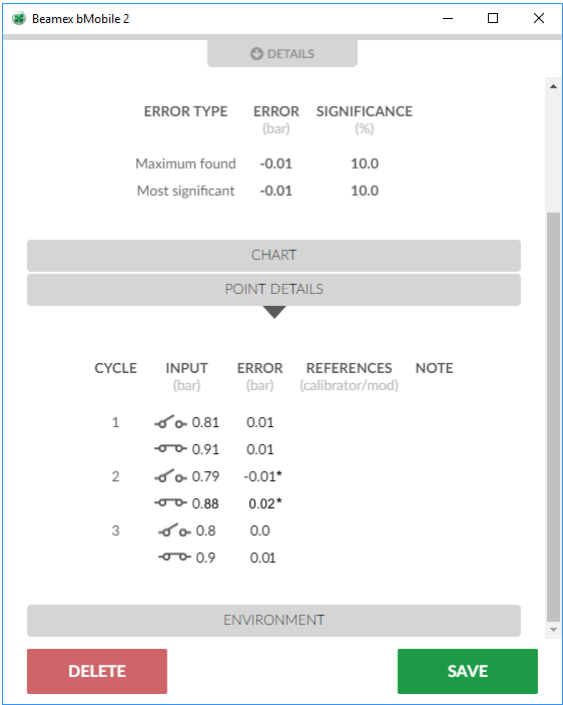 Beamex bMobile 2
DETAILS
ERROR TYPE ERROR SIGNIFICANCE
(bar) (%)
Maximum found -0.01 10.0
Most significant -0.01 10.0
CHART
POINT DETAILS
CYCLE INPUT ERROR REFERENCES NOTE
(bar) (bar) (calibrator/mod)
1 0.81 0.01
0.91 0.01
2 0.79 -0.01*
0.88 0.02*
3 0.8 0.0
0.9 0.01
ENVIRONMENT
DELETE SAVE